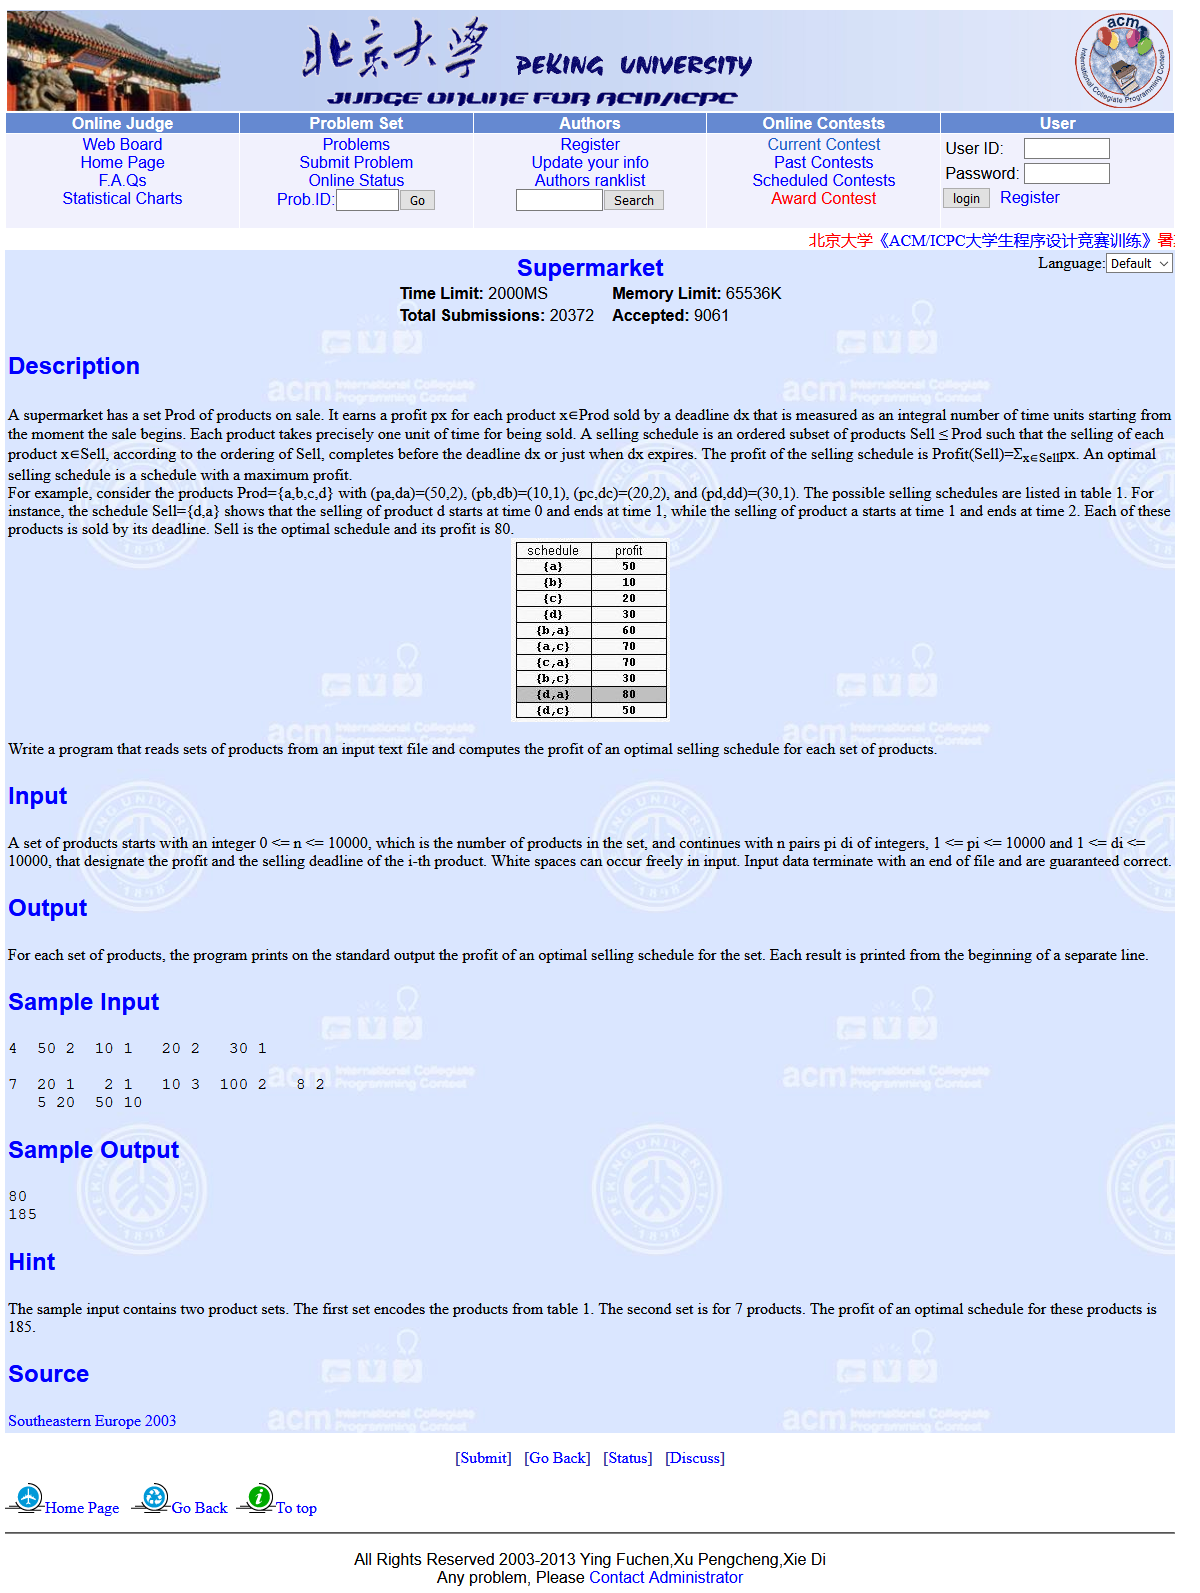 北京大学 PEKING UNIVERSITY
JUDGE ONLINE FOR ACM/ICPC
acm
International Collegiate Programming Contest
Online Judge Problem Set Authors Online Contests User
Web Board Problems Register Current Contest User ID:
Home Page Submit Problem Update your info Past Contests Password:
F.A.Qs Online Status Authors ranklist Scheduled Contests login Register
Statistical Charts Prob.ID: Go Search Award Contest
北京大学《ACM/ICPC大学生程序设计竞赛训练》暑
Supermarket Language: Default
Time Limit: 2000MS Memory Limit: 65536K
Total Submissions: 20372 Accepted: 9061
Description
A supermarket has a set Prod of products on sale. It earns a profit px for each product x∈Prod sold by a deadline dx that is measured as an integral number of time units starting from
the moment the sale begins. Each product takes precisely one unit of time for being sold. A selling schedule is an ordered subset of products Sell ≤ Prod such that the selling of each
product x∈Sell, according to the ordering of Sell, completes before the deadline dx or just when dx expires. The profit of the selling schedule is Profit(Sell)=Σx∈Sellpx. An optimal
selling schedule is a schedule with a maximum profit.
For example, consider the products Prod={a,b,c,d} with (pa,da)=(50,2), (pb,db)=(10,1), (pc,dc)=(20,2), and (pd,dd)=(30,1). The possible selling schedules are listed in table 1. For
instance, the schedule Sell={d,a} shows that the selling of product d starts at time 0 and ends at time 1, while the selling of product a starts at time 1 and ends at time 2. Each of these
products is sold by its deadline. Sell is the optimal schedule and its profit is 80.
schedule profit
{a} 50
{b} 10
{c} 20
{d} 30
{b,a} 60
{a,c} 70
{c,a} 70
{b,c} 30
{d,a} 80
{d,c} 50
Write a program that reads sets of products from an input text file and computes the profit of an optimal selling schedule for each set of products.
Input
A set of products starts with an integer 0 <= n <= 10000, which is the number of products in the set, and continues with n pairs pi di of integers, 1 <= pi <= 10000 and 1 <= di <=
10000, that designate the profit and the selling deadline of the i-th product. White spaces can occur freely in input. Input data terminate with an end of file and are guaranteed correct.
Output
For each set of products, the program prints on the standard output the profit of an optimal selling schedule for the set. Each result is printed from the beginning of a separate line.
Sample Input
4  50 2  10 1   20 2   30 1
7  20 1   2 1   10 3  100 2   8 2
   5 20  50 10
Sample Output
80
185
Hint
The sample input contains two product sets. The first set encodes the products from table 1. The second set is for 7 products. The profit of an optimal schedule for these products is
185.
Source
Southeastern Europe 2003
[Submit] [Go Back] [Status] [Discuss]
Home Page Go Back To top
All Rights Reserved 2003-2013 Ying Fuchen,Xu Pengcheng,Xie Di
Any problem, Please Contact Administrator